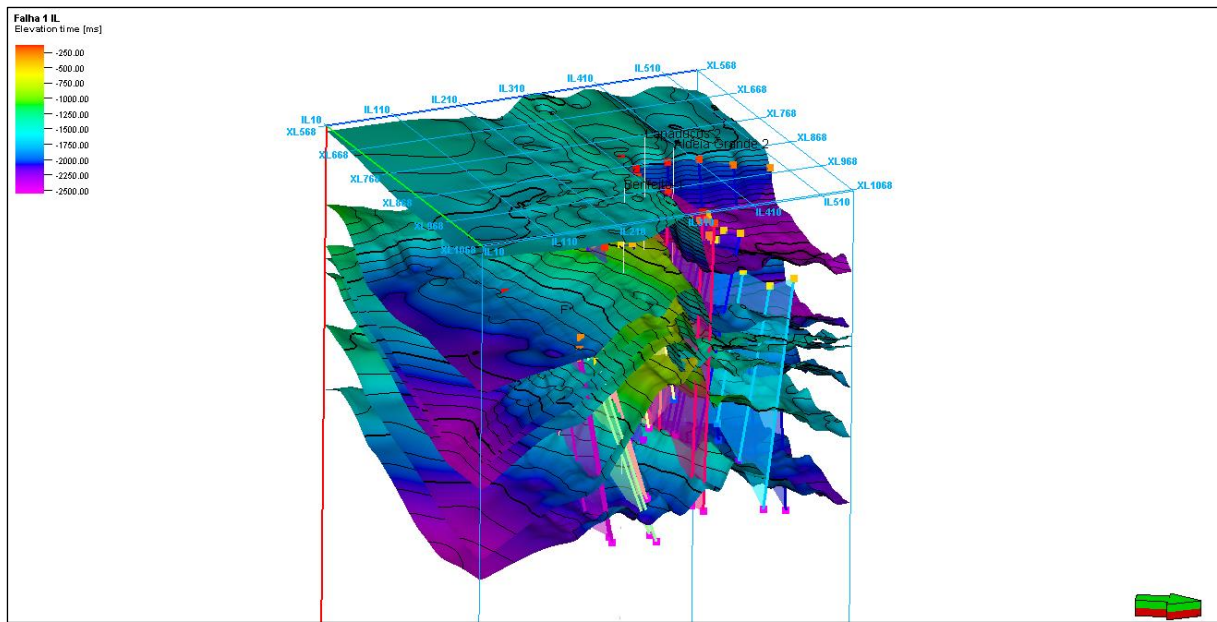 Falha 1 IL
Elevation time [ms]
-250.00
-500.00
-750.00
-1000.00
-1250.00
-1500.00
-1750.00
-2000.00
-2250.00
-2500.00
XL568
IL510
IL410
XL668
IL310
IL210
XL768
IL110
IL10
XL568
XL868
Aldeia Grande 2
XL668
XL968
XL768
XL1068
XL868
IL510
IL410
XL968
IL210
IL110
XL1068
IL10